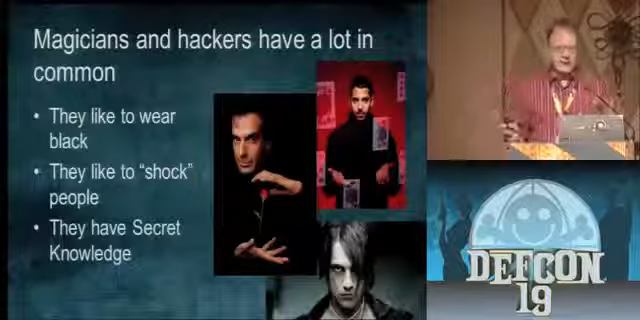 Magicians and hackers have a lot in
common
• They like to wear
black
• They like to “shock”
people
• They have Secret
Knowledge
DEFCON
19